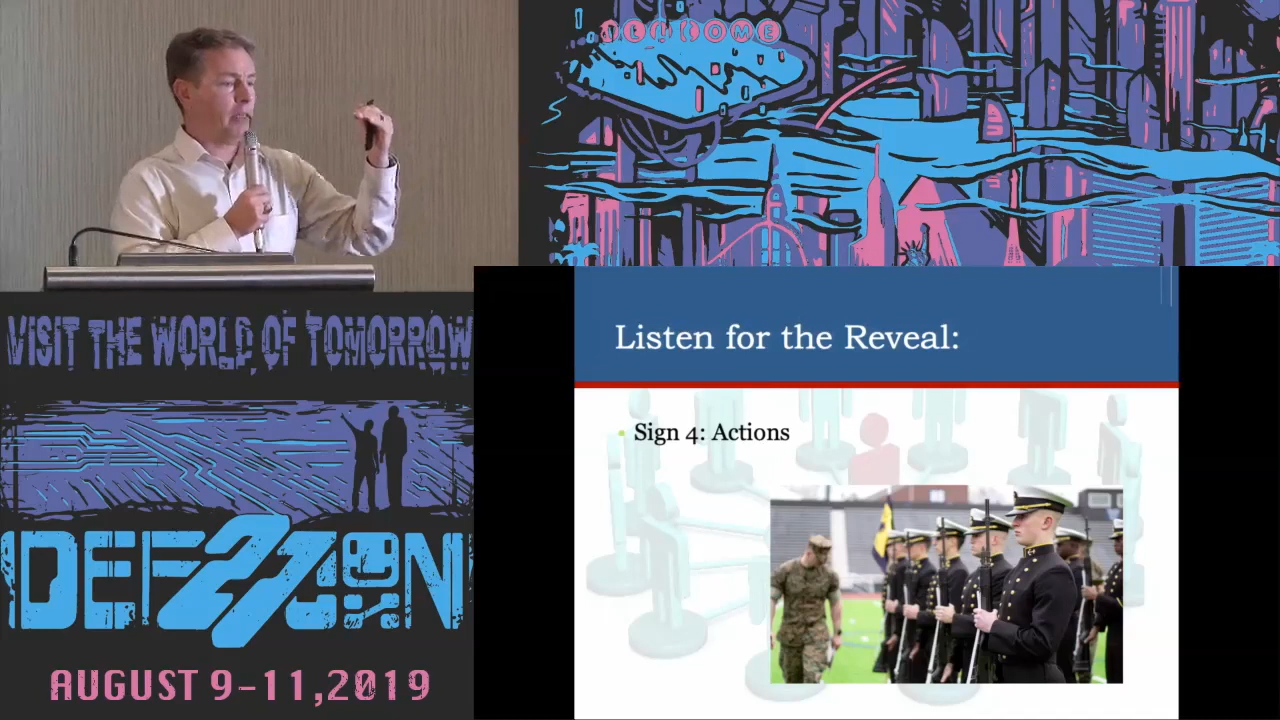 WELCOME
VISIT THE WORLD OF TOMORROW
DEF 27 CON
AUGUST 9-11,2019
Listen for the Reveal:
Sign 4: Actions